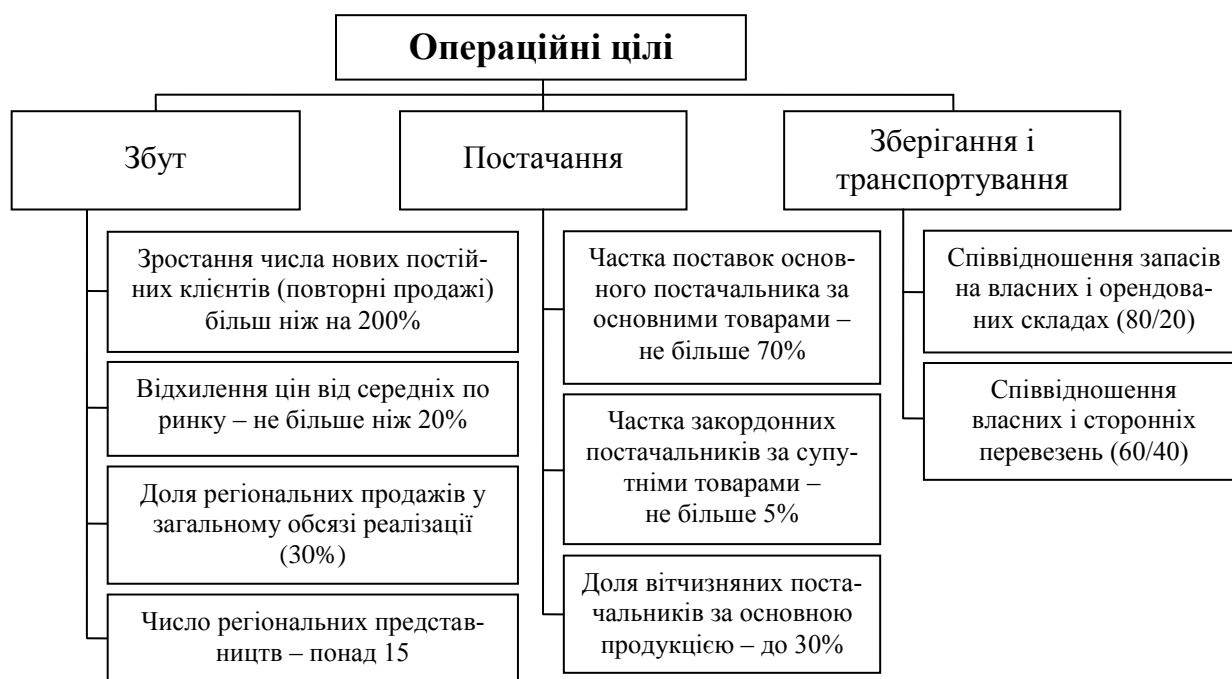 Операційні цілі
Збут
Постачання
Зберігання і
транспортування
Зростання числа нових постій-
них клієнтів (повторні продажі)
більш ніж на 200%
Відхилення цін від середніх по
ринку – не більше ніж 20%
Доля регіональних продажів у
загальному обсязі реалізації
(30%)
Число регіональних представ-
ництв – понад 15
Частка поставок основ-
ного постачальника за
основними товарами –
не більше 70%
Частка закордонних
постачальників за супу-
тніми товарами –
не більше 5%
Доля вітчизняних поста-
чальників за основною
продукцією – до 30%
Співвідношення запасів
на власних і орендова-
них складах (80/20)
Співвідношення
власних і сторонніх
перевезень (60/40)